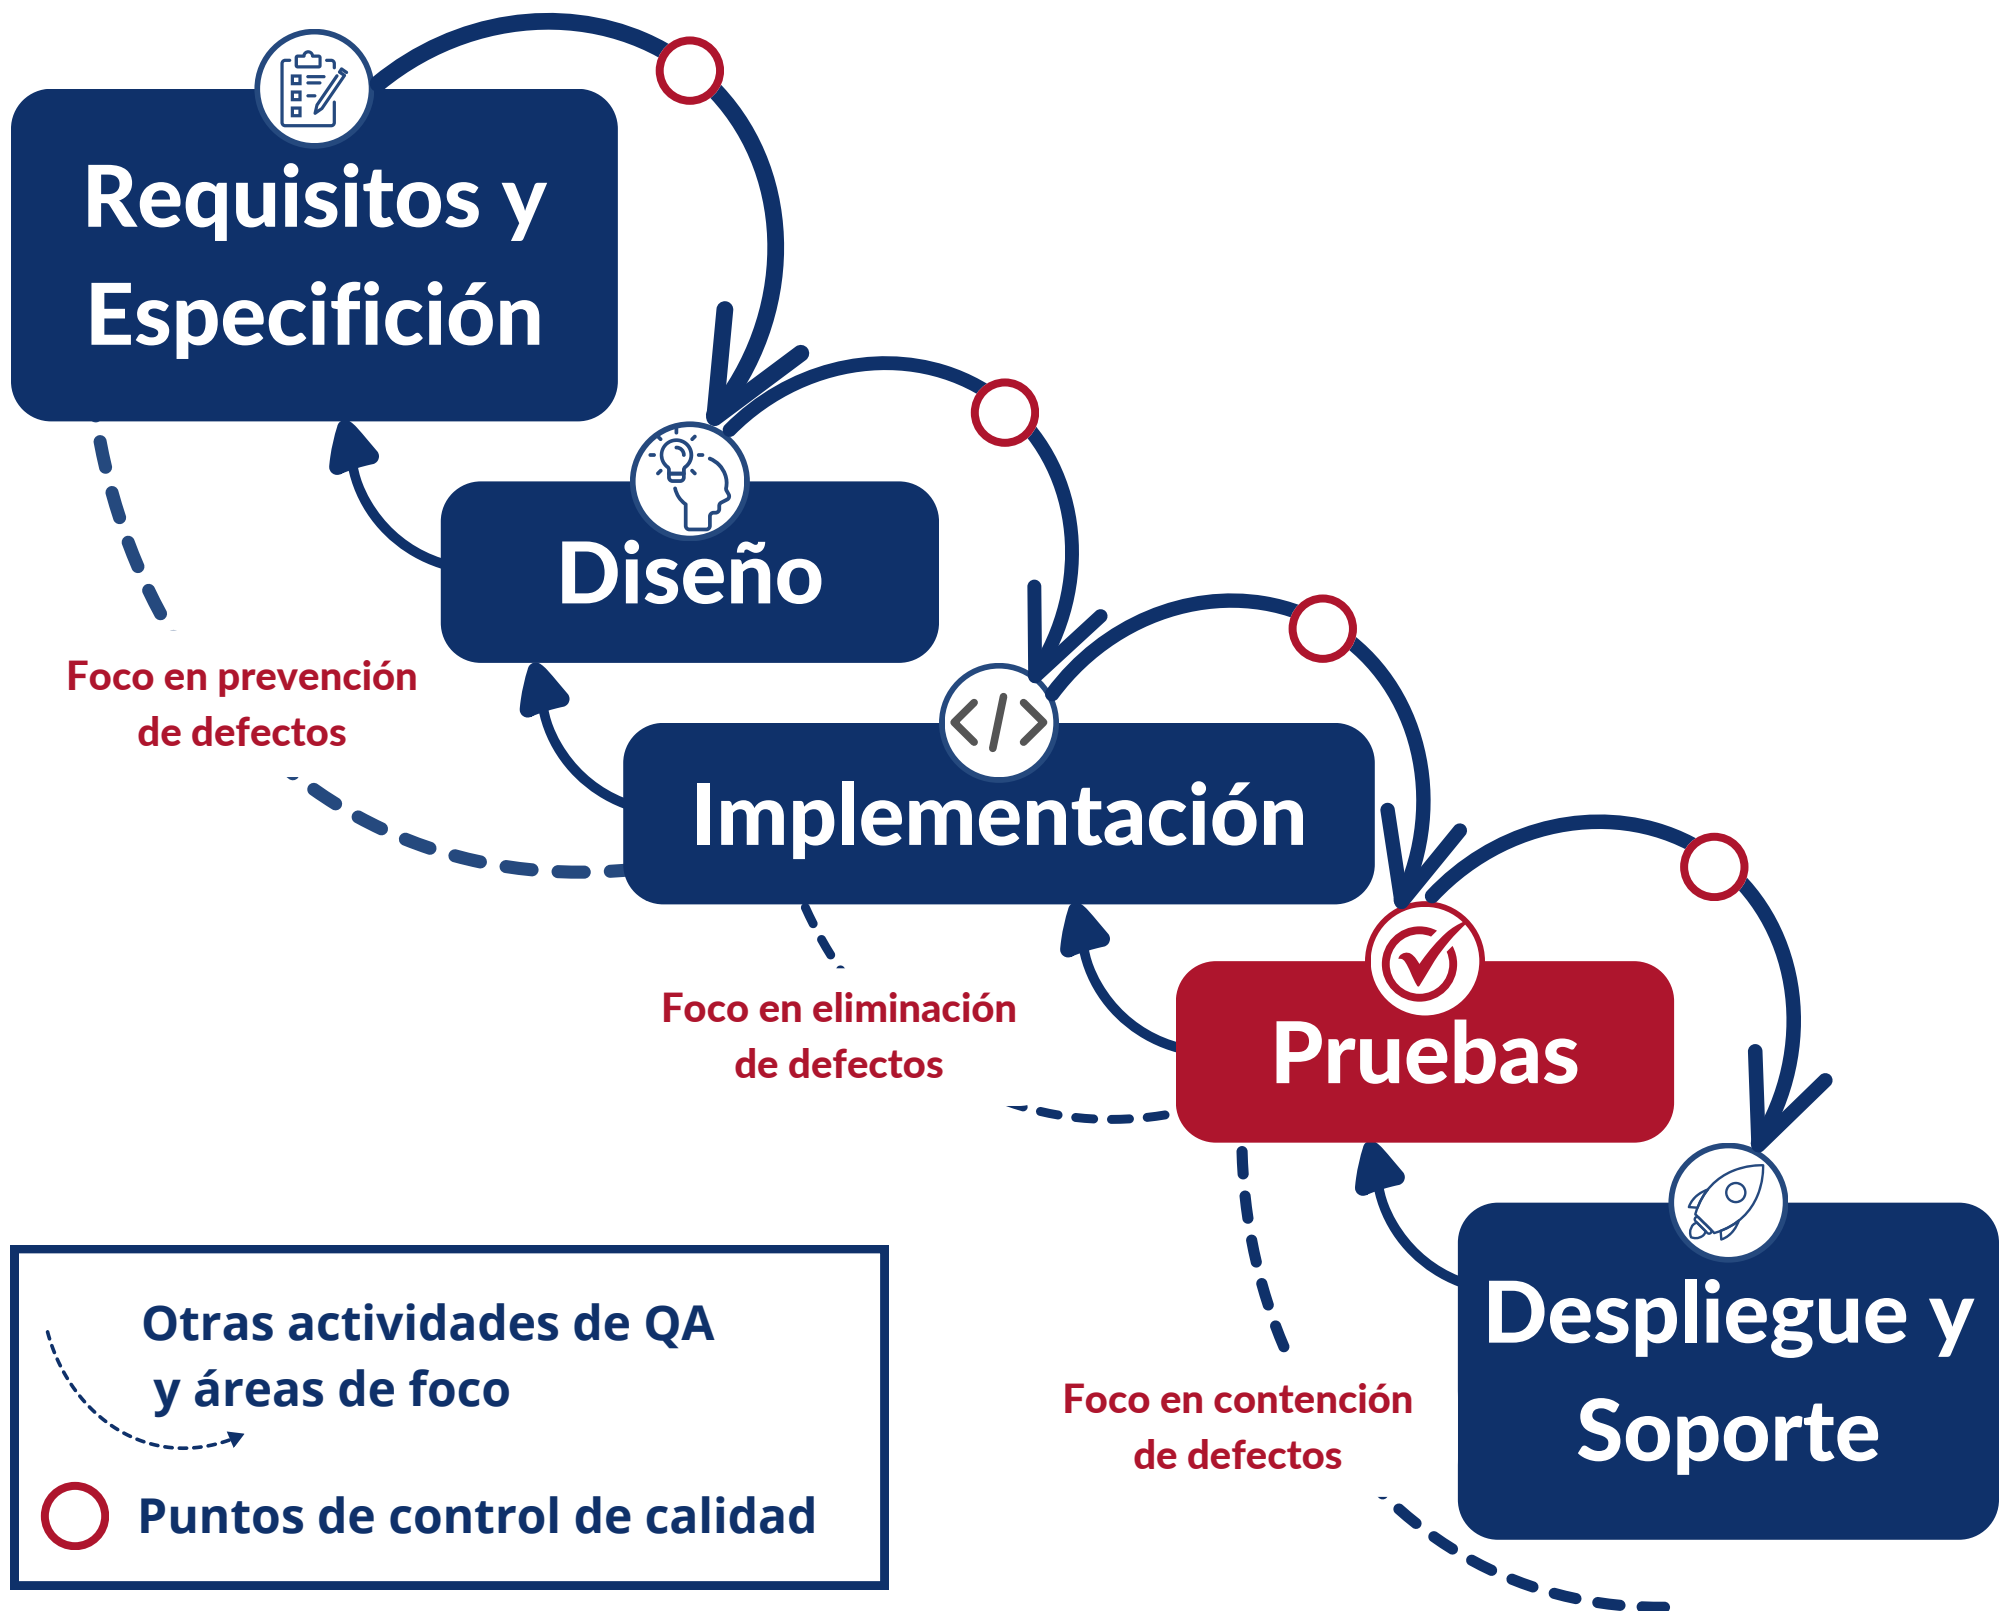 Requisitos y
Especifición
Diseño
Foco en prevención
de defectos
Implementación
Foco en eliminación
de defectos
Pruebas
Despliegue y
Soporte
Foco en contención
de defectos
Otras actividades de QA
y áreas de foco
Puntos de control de calidad